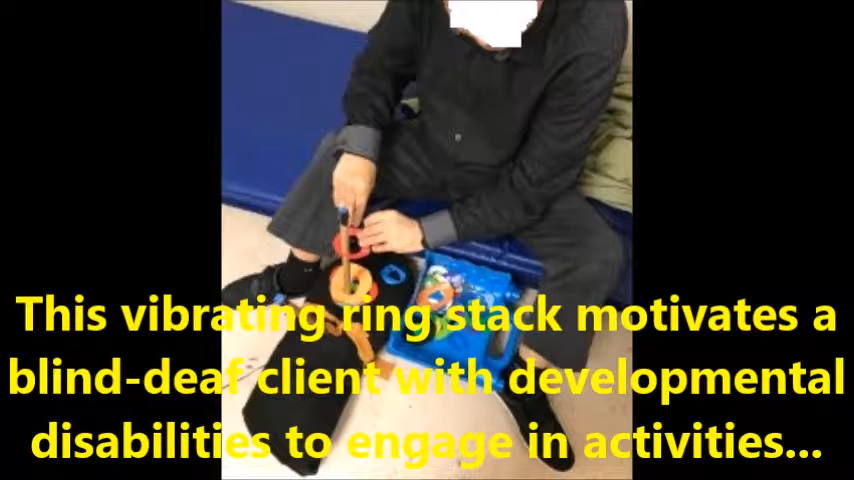 This vibrating ring stack motivates a
blind-deaf client with developmental
disabilities to engage in activities...